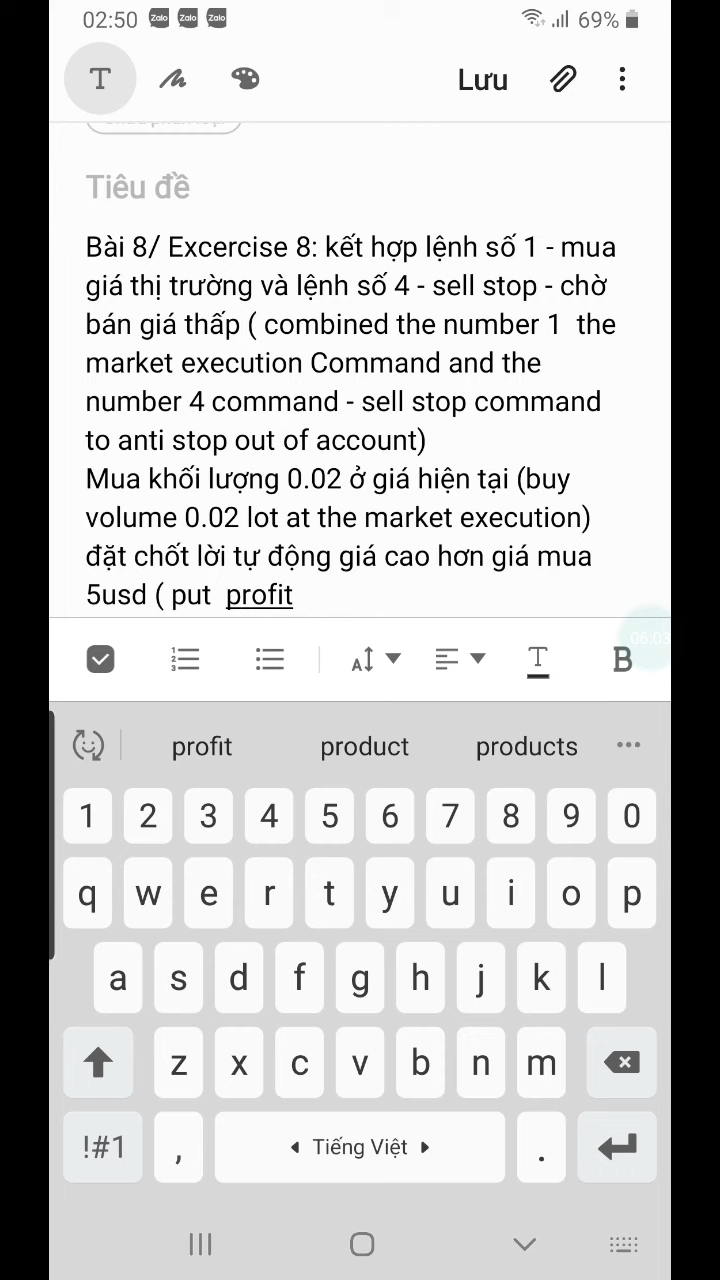 02:50 Zalo Zalo Zalo 69%
T Lưu
Tiêu đề
Bài 8/ Excercise 8: kết hợp lệnh số 1 - mua
giá thị trường và lệnh số 4 - sell stop - chờ
bán giá thấp ( combined the number 1  the
market execution Command and the
number 4 command - sell stop command
to anti stop out of account)
Mua khối lượng 0.02 ở giá hiện tại (buy
volume 0.02 lot at the market execution)
đặt chốt lời tự động giá cao hơn giá mua
5usd ( put  profit
06:03
1 2 3 A T B
profit product products
1 2 3 4 5 6 7 8 9 0
q w e r t y u i o p
a s d f g h j k l
z x c v b n m
!#1 , Tiếng Việt .